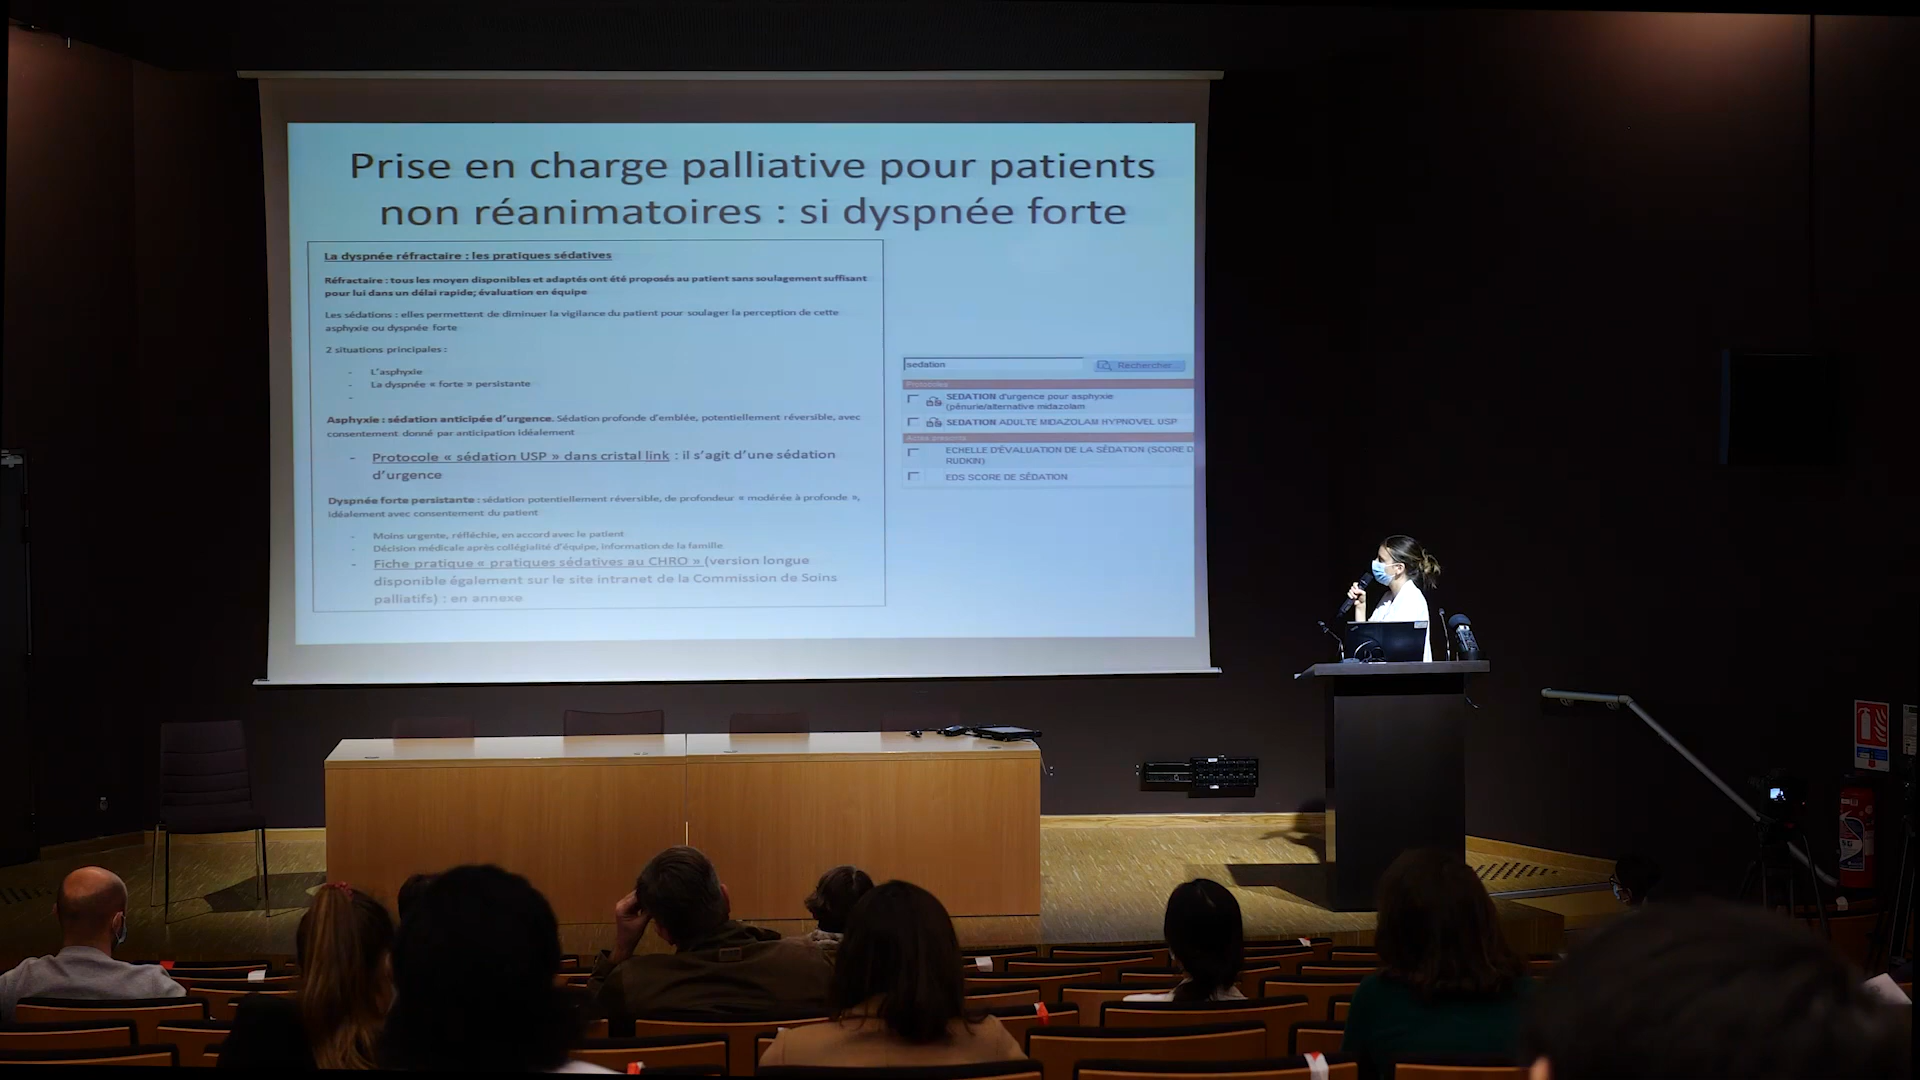 Prise en charge palliative pour patients
non réanimatoires : si dyspnée forte
La dyspnée réfractaire : les pratiques sédatives
Réfractaire : tous les moyen disponibles et adaptés ont été proposés au patient sans soulagement suffisant
pour lui dans un délai rapide; évaluation en équipe
Les sédations : elles permettent de diminuer la vigilance du patient pour soulager la perception de cette
asphyxie ou dyspnée forte
2 situations principales :
- L'asphyxie
- La dyspnée « forte » persistante
-
Asphyxie : sédation anticipée d'urgence. Sédation profonde d'emblée, potentiellement réversible, avec
consentement donné par anticipation idéalement
- Protocole « sédation USP » dans cristal link : il s'agit d'une sédation
d'urgence
Dyspnée forte persistante : sédation potentiellement réversible, de profondeur « modérée à profonde »,
idéalement avec consentement du patient
- Moins urgente, réfléchie, en accord avec le patient
- Décision médicale après collégialité d'équipe, information de la famille
- Fiche pratique « pratiques sédatives au CHRO » (version longue
disponible également sur le site intranet de la Commission de Soins
palliatifs) : en annexe
sedation Rechercher...
Protocoles
SEDATION d'urgence pour asphyxie
(pénurie/alternative midazolam
SEDATION ADULTE MIDAZOLAM HYPNOVEL USP
ECHELLE D'ÉVALUATION DE LA SÉDATION (SCORE D
RUDKIN)
EDS SCORE DE SÉDATION